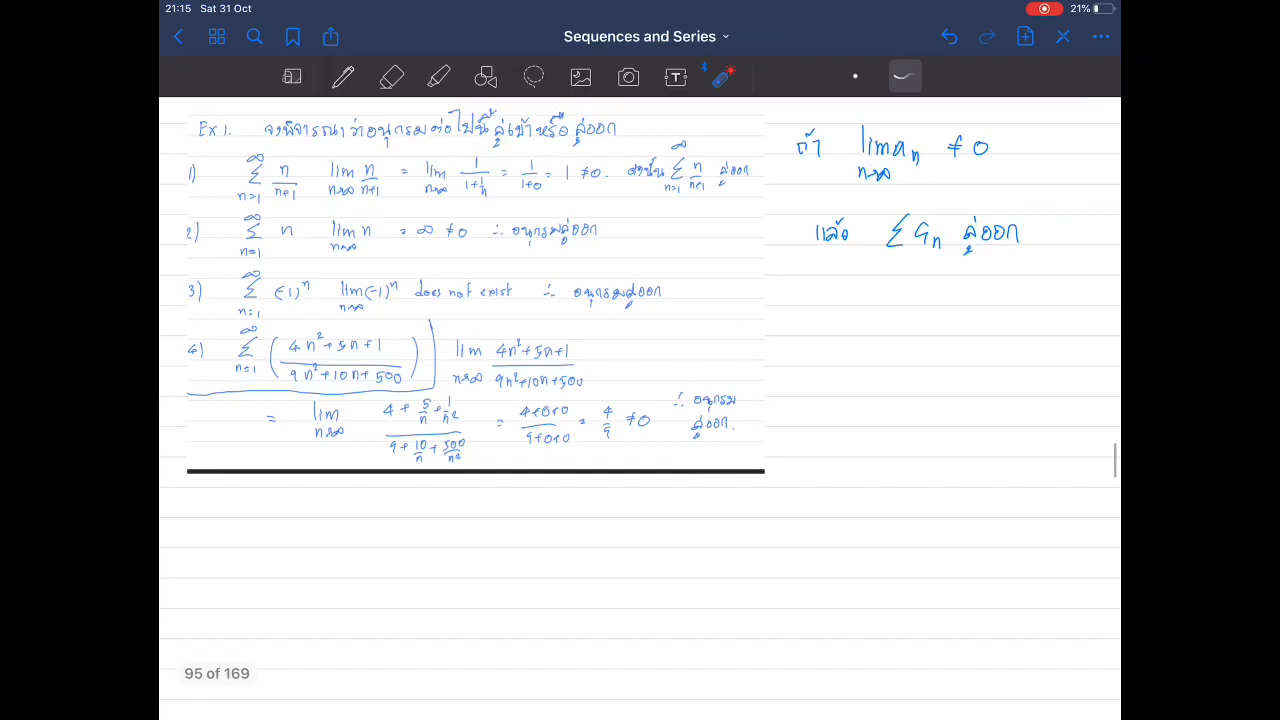 21:15 Sat 31 Oct
21%
Sequences and Series
Ex 1. จงพิจารณาว่าอนุกรมต่อไปนี้ลู่เข้าหรือลู่ออก
1) ∑_{n=1}^{∞} n/(n+1) lim_{n→∞} n/(n+1) = lim_{n→∞} 1/(1+1/n) = 1/(1+0) = 1 ≠ 0. ดังนั้น ∑_{n=1}^{∞} n/(n+1) ลู่ออก
2) ∑_{n=1}^{∞} n lim_{n→∞} n = ∞ ≠ 0 ∴ อนุกรมลู่ออก
3) ∑_{n=1}^{∞} (-1)^n lim_{n→∞} (-1)^n does not exist ∴ อนุกรมลู่ออก
4) ∑_{n=1}^{∞} ((4n²+5n+1)/(9n²+10n+500)) lim_{n→∞} (4n²+5n+1)/(9n²+10n+500)
= lim_{n→∞} (4 + 5/n + 1/n²)/(9 + 10/n + 500/n²) = (4+0+0)/(9+0+0) = 4/9 ≠ 0 ∴ อนุกรม
ลู่ออก.
ถ้า lim_{n→∞} a_n ≠ 0
แล้ว ∑ a_n ลู่ออก
95 of 169